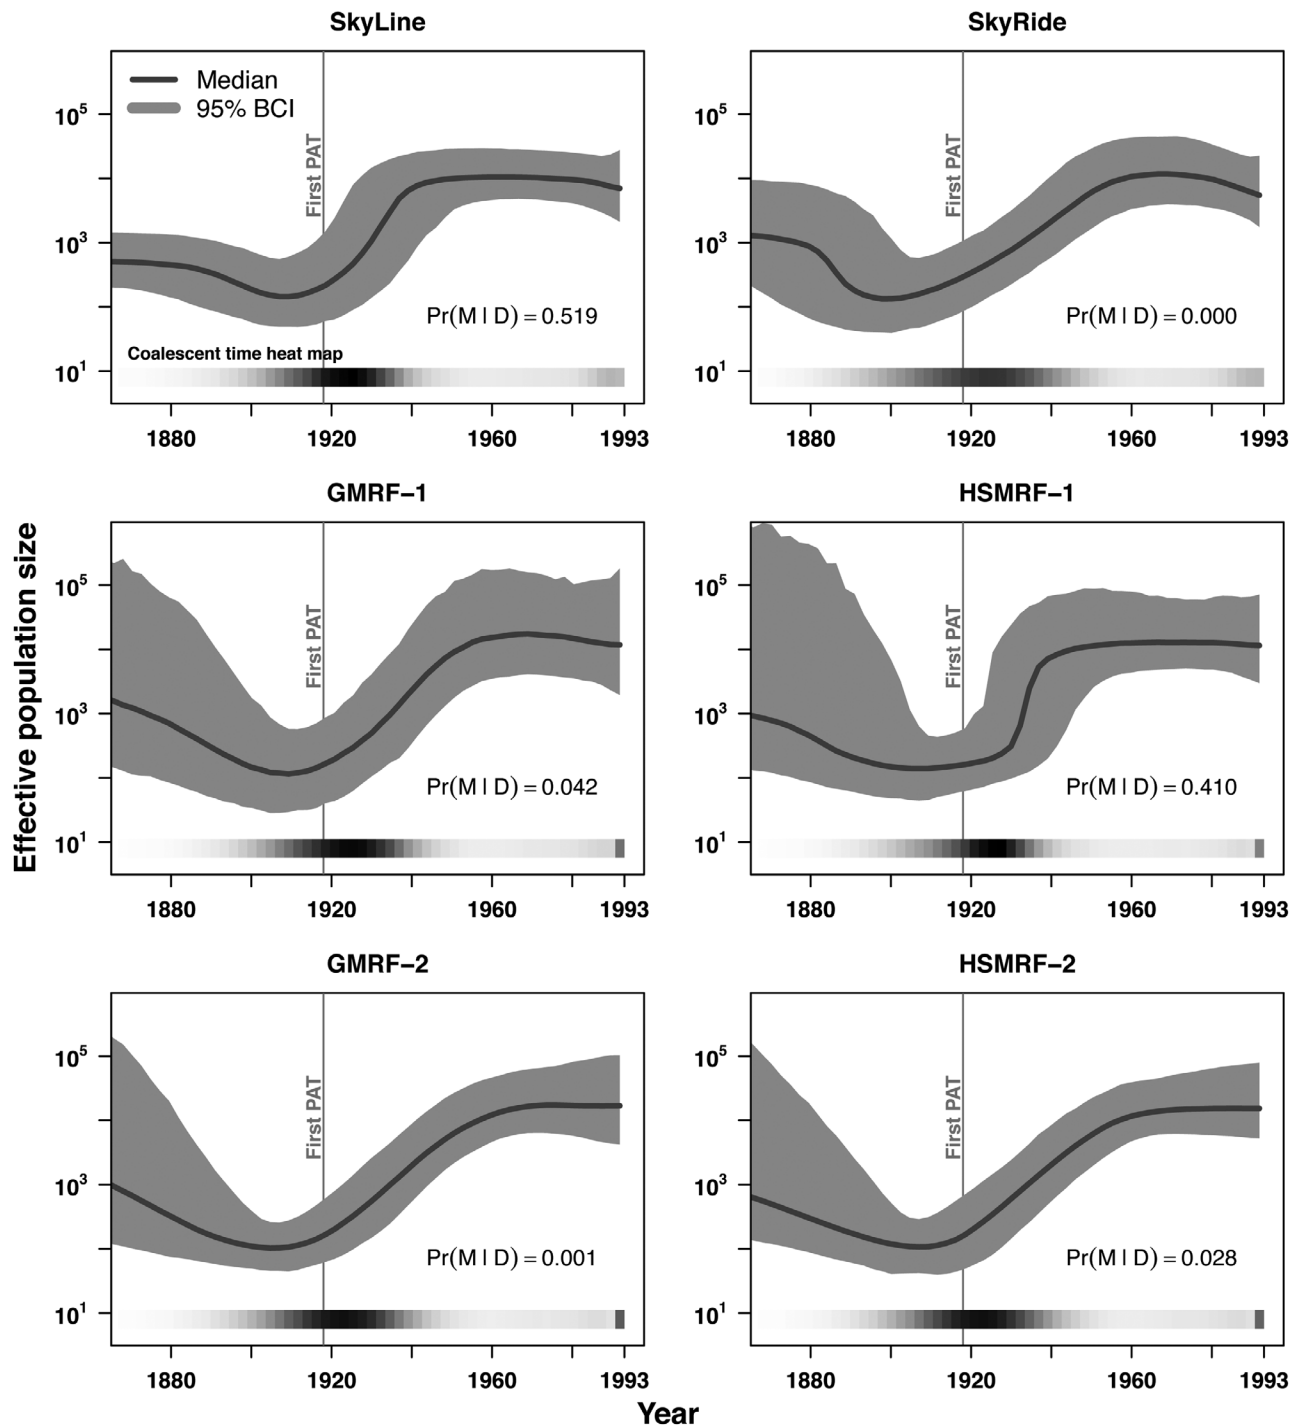 SkyLine
Median
95% BCI
First PAT
10^5
10^3
10^1
Pr(M | D) = 0.519
Coalescent time heat map
1880 1920 1960 1993
SkyRide
First PAT
10^5
10^3
10^1
Pr(M | D) = 0.000
1880 1920 1960 1993
Effective population size
GMRF−1
First PAT
10^5
10^3
10^1
Pr(M | D) = 0.042
1880 1920 1960 1993
HSMRF−1
First PAT
10^5
10^3
10^1
Pr(M | D) = 0.410
1880 1920 1960 1993
GMRF−2
First PAT
10^5
10^3
10^1
Pr(M | D) = 0.001
1880 1920 1960 1993
HSMRF−2
First PAT
10^5
10^3
10^1
Pr(M | D) = 0.028
1880 1920 1960 1993
Year